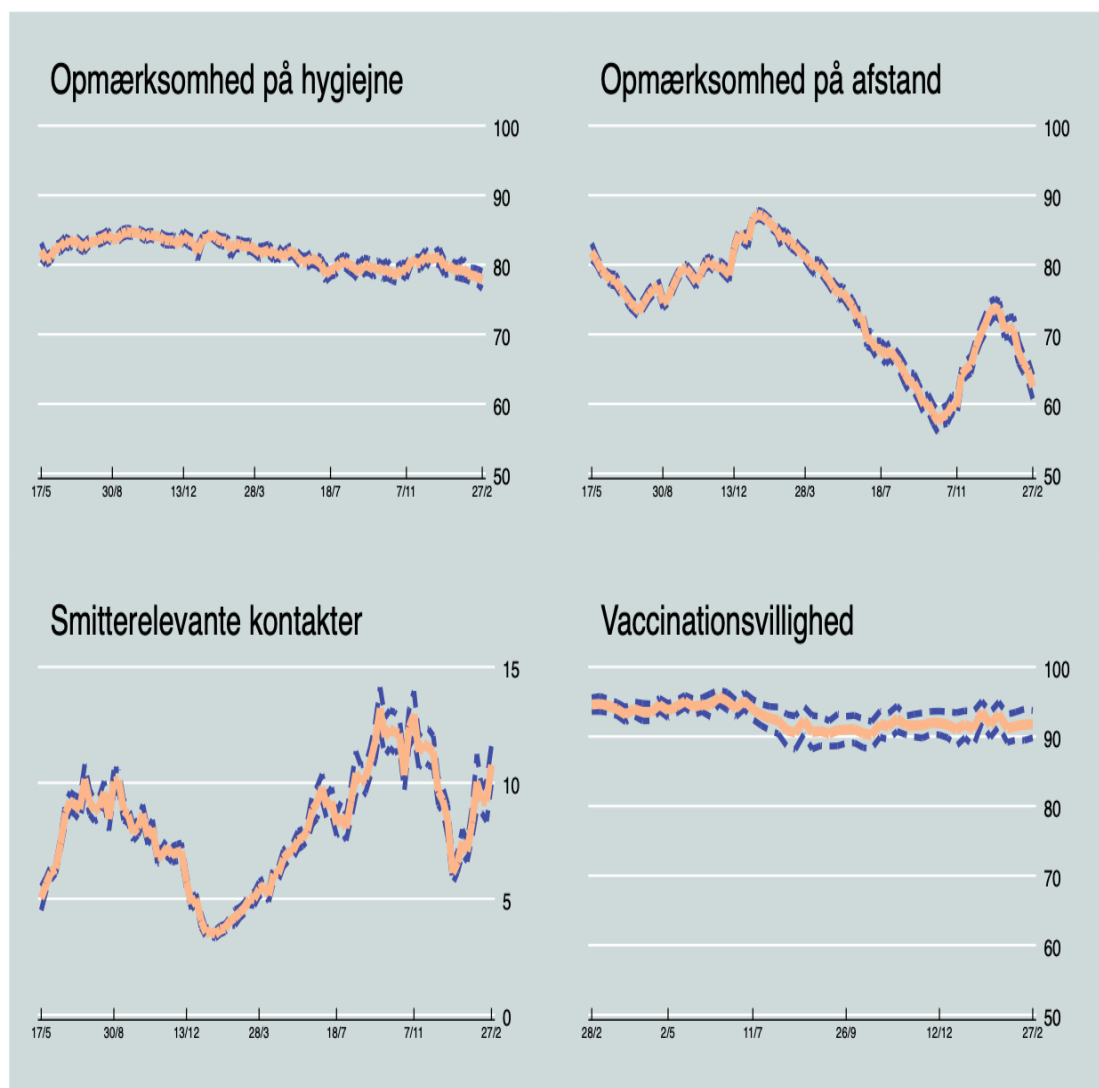 Opmærksomhed på hygiejne
100
90
80
70
60
50
17/5 30/8 13/12 28/3 18/7 7/11 27/2
Opmærksomhed på afstand
100
90
80
70
60
50
17/5 30/8 13/12 28/3 18/7 7/11 27/2
Smitterelevante kontakter
15
10
5
0
17/5 30/8 13/12 28/3 18/7 7/11 27/2
Vaccinationsvillighed
100
90
80
70
60
50
28/2 2/5 11/7 26/9 12/12 27/2